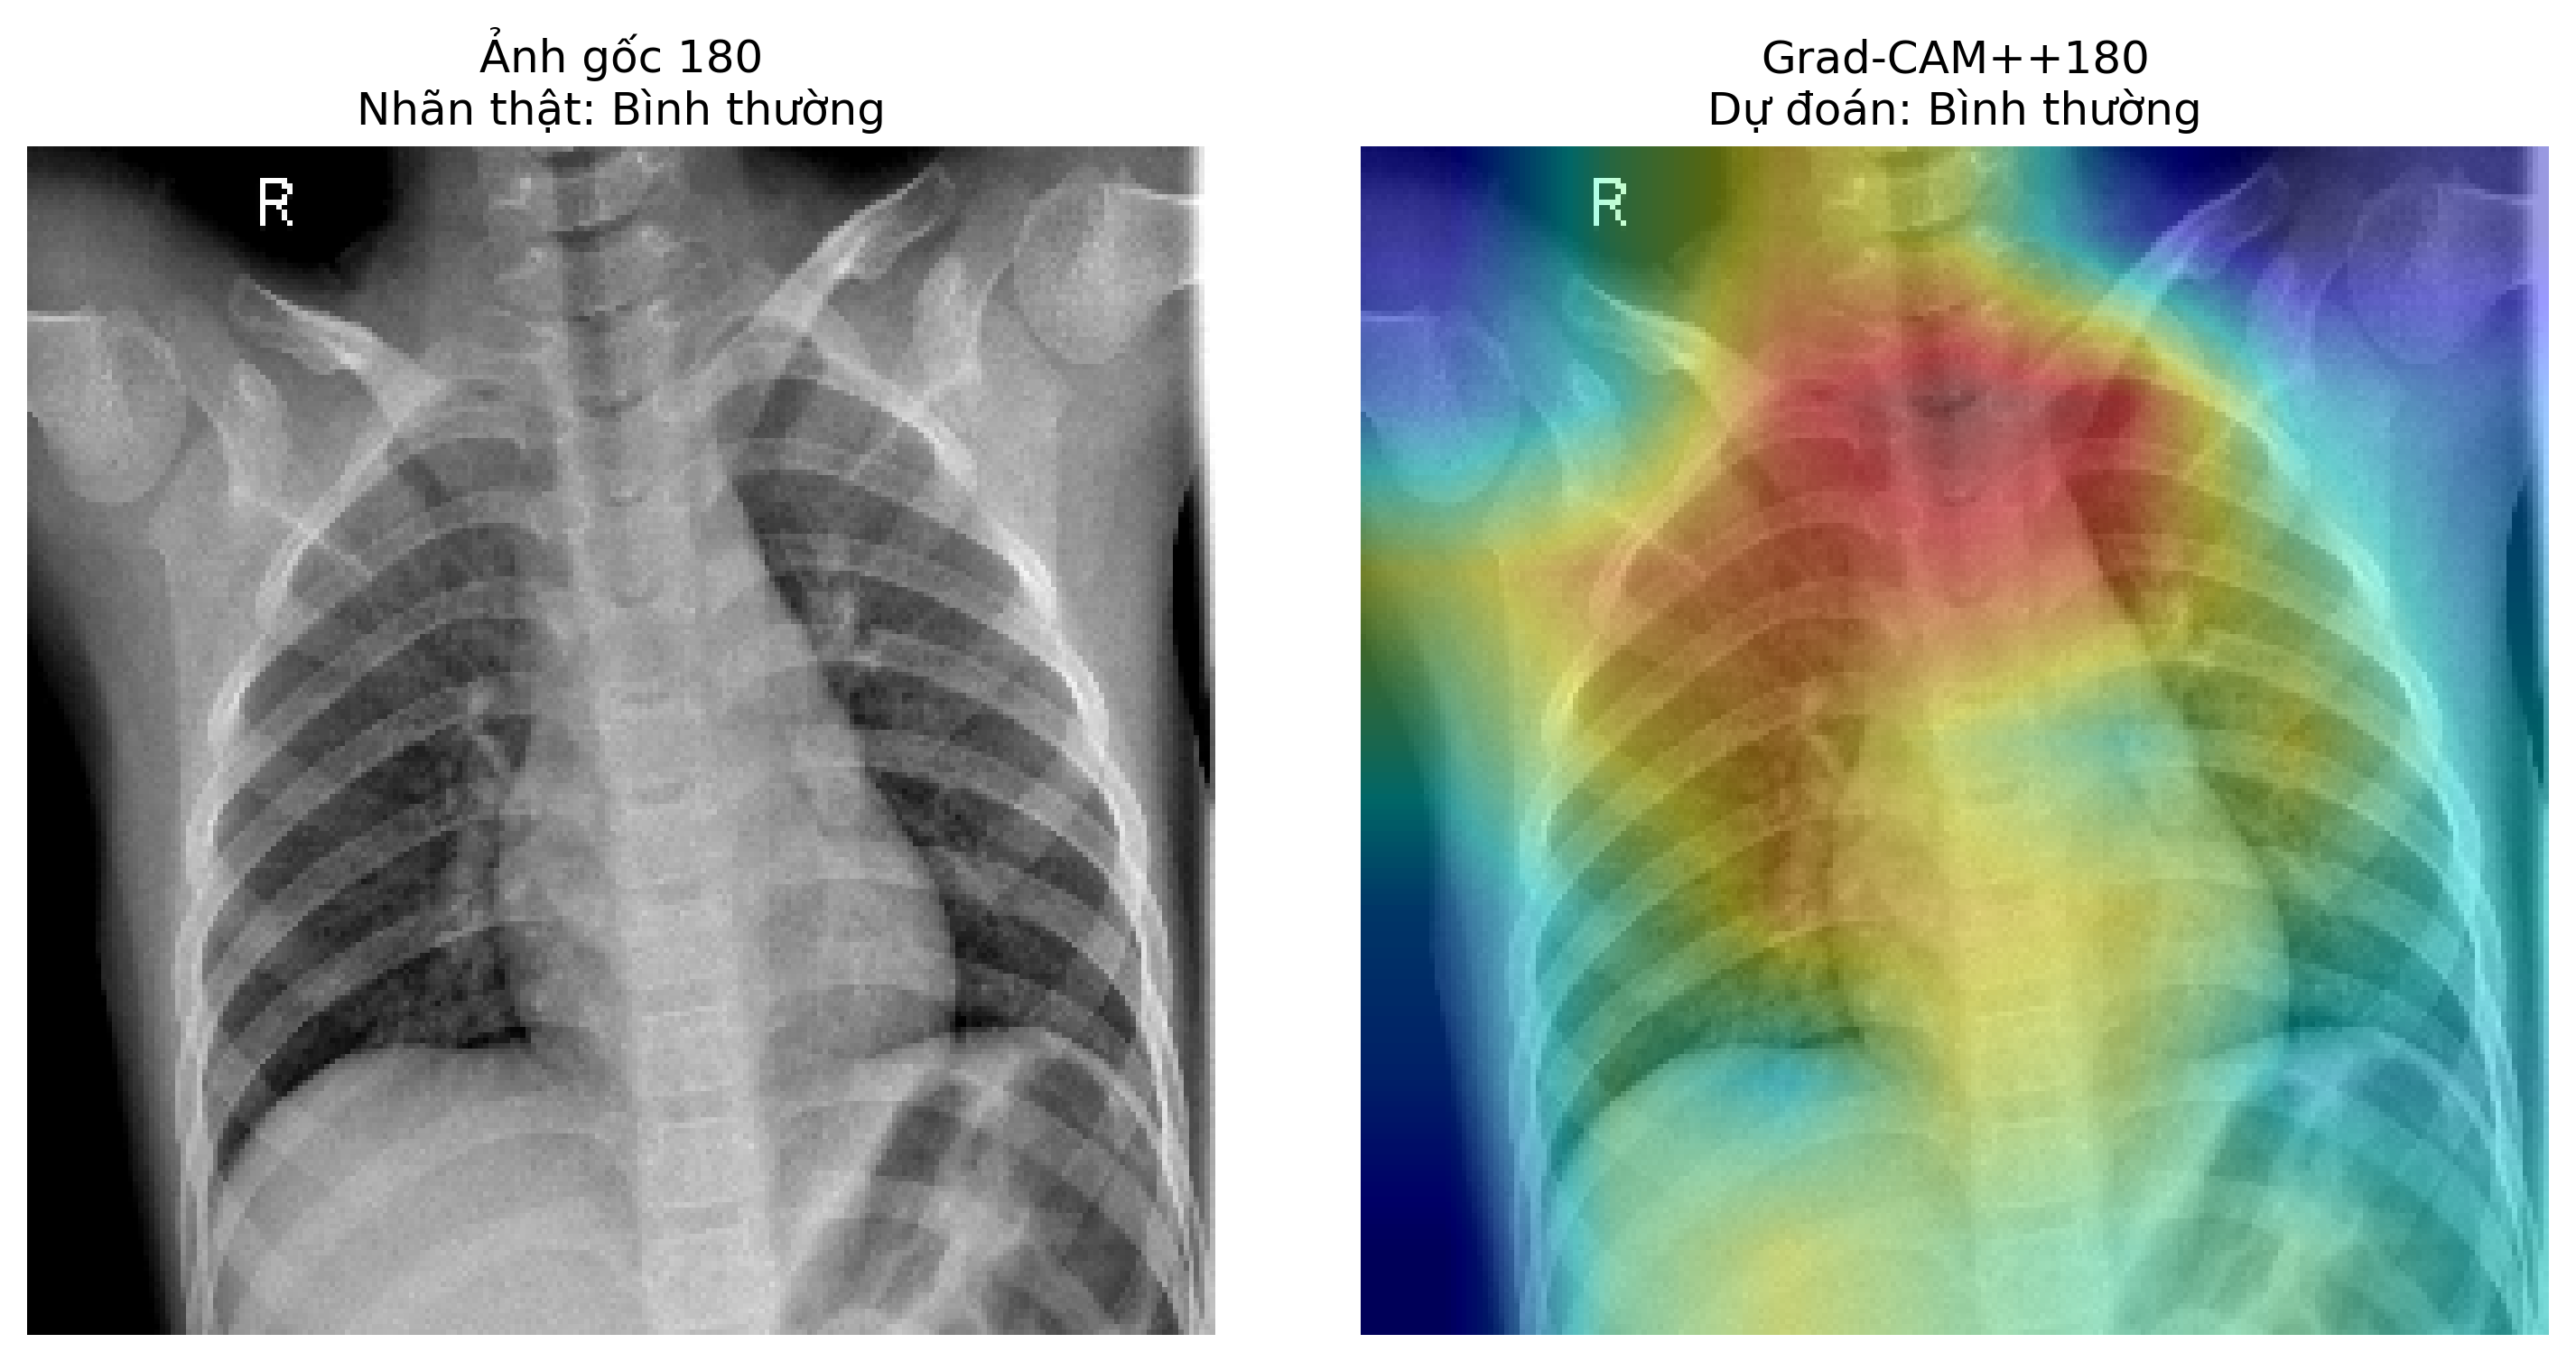 Ảnh gốc 180
Nhãn thật: Bình thường
R
Grad-CAM++180
Dự đoán: Bình thường
R